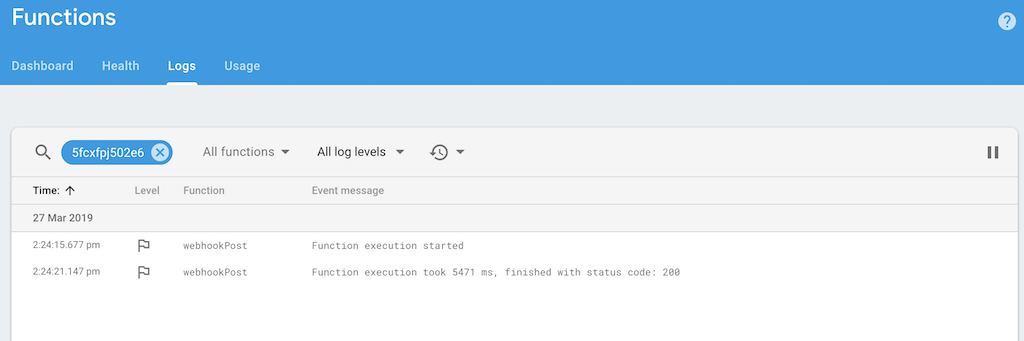 Functions
Dashboard Health Logs Usage
5fcxfpj502e6 All functions All log levels
Time: Level Function Event message
27 Mar 2019
2:24:15.677 pm webhookPost Function execution started
2:24:21.147 pm webhookPost Function execution took 5471 ms, finished with status code: 200